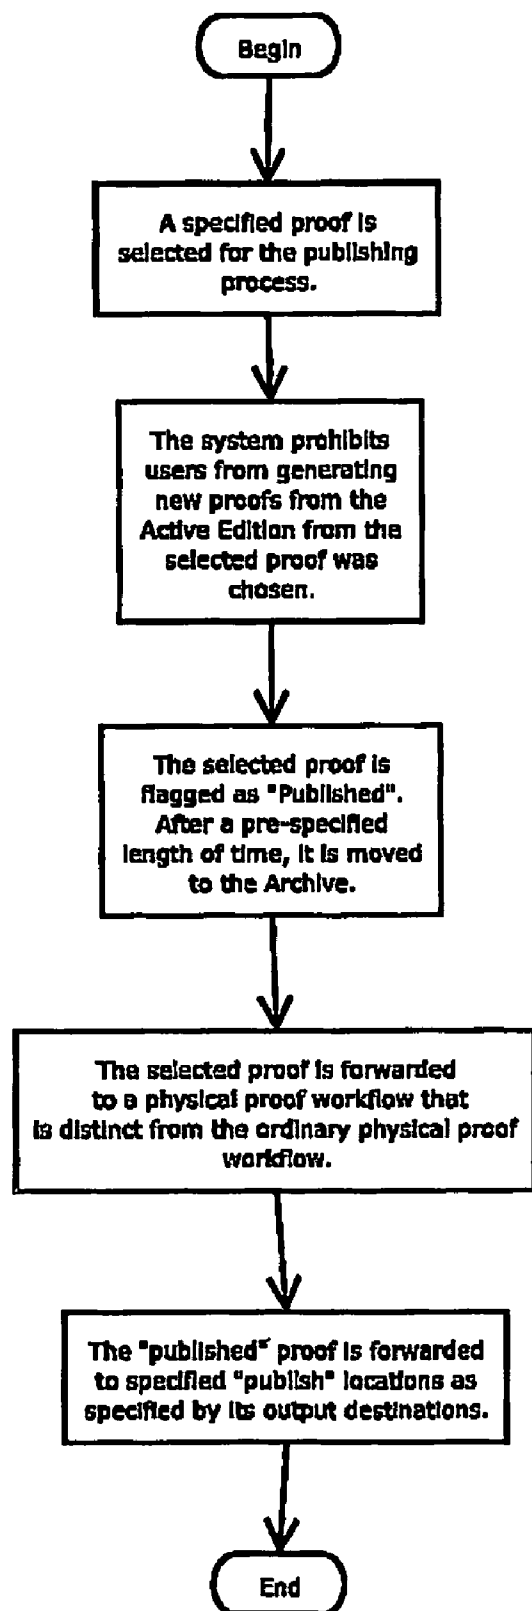 Begin
A specified proof is
selected for the publishing
process.
The system prohibits
users from generating
new proofs from the
Active Edition from the
selected proof was
chosen.
The selected proof is
flagged as "Published".
After a pre-specified
length of time, it is moved
to the Archive.
The selected proof is forwarded
to a physical proof workflow that
is distinct from the ordinary physical proof
workflow.
The "published" proof is forwarded
to specified "publish" locations as
specified by its output destinations.
End